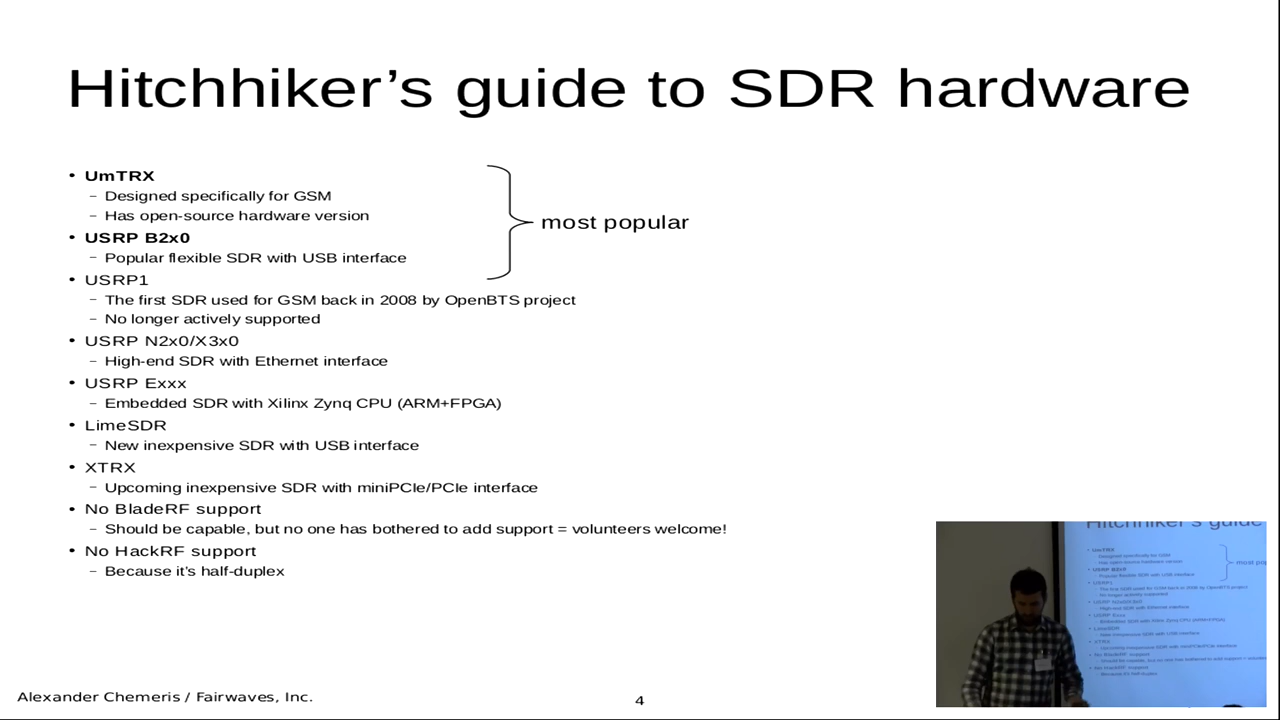 Hitchhiker’s guide to SDR hardware
• UmTRX
– Designed specifically for GSM
– Has open-source hardware version
most popular
• USRP B2x0
– Popular flexible SDR with USB interface
• USRP1
– The first SDR used for GSM back in 2008 by OpenBTS project
– No longer actively supported
• USRP N2x0/X3x0
– High-end SDR with Ethernet interface
• USRP Exxx
– Embedded SDR with Xilinx Zynq CPU (ARM+FPGA)
• LimeSDR
– New inexpensive SDR with USB interface
• XTRX
– Upcoming inexpensive SDR with miniPCIe/PCIe interface
• No BladeRF support
– Should be capable, but no one has bothered to add support = volunteers welcome!
• No HackRF support
– Because it’s half-duplex
Hitchhiker's guide
most pop
Alexander Chemeris / Fairwaves, Inc.
4